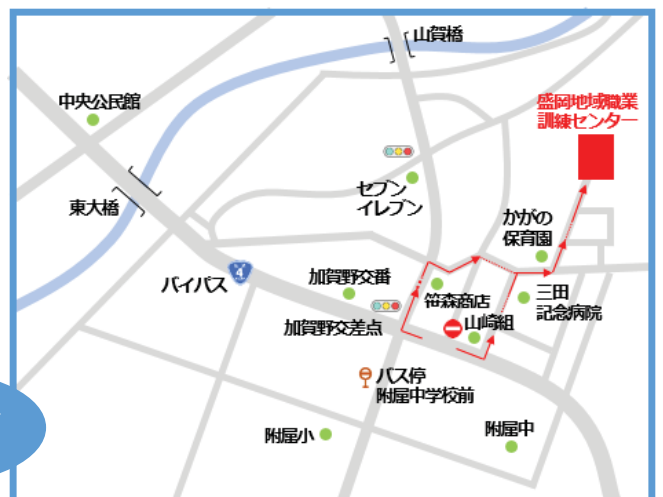 山賀橋
中央公民館
盛岡地域職業
訓練センター
東大橋
セブン
イレブン
かがの
保育園
バイパス
4
加賀野交番
笹森商店
三田
記念病院
加賀野交差点
山崎組
バス停
附属中学校前
附属小
附属中